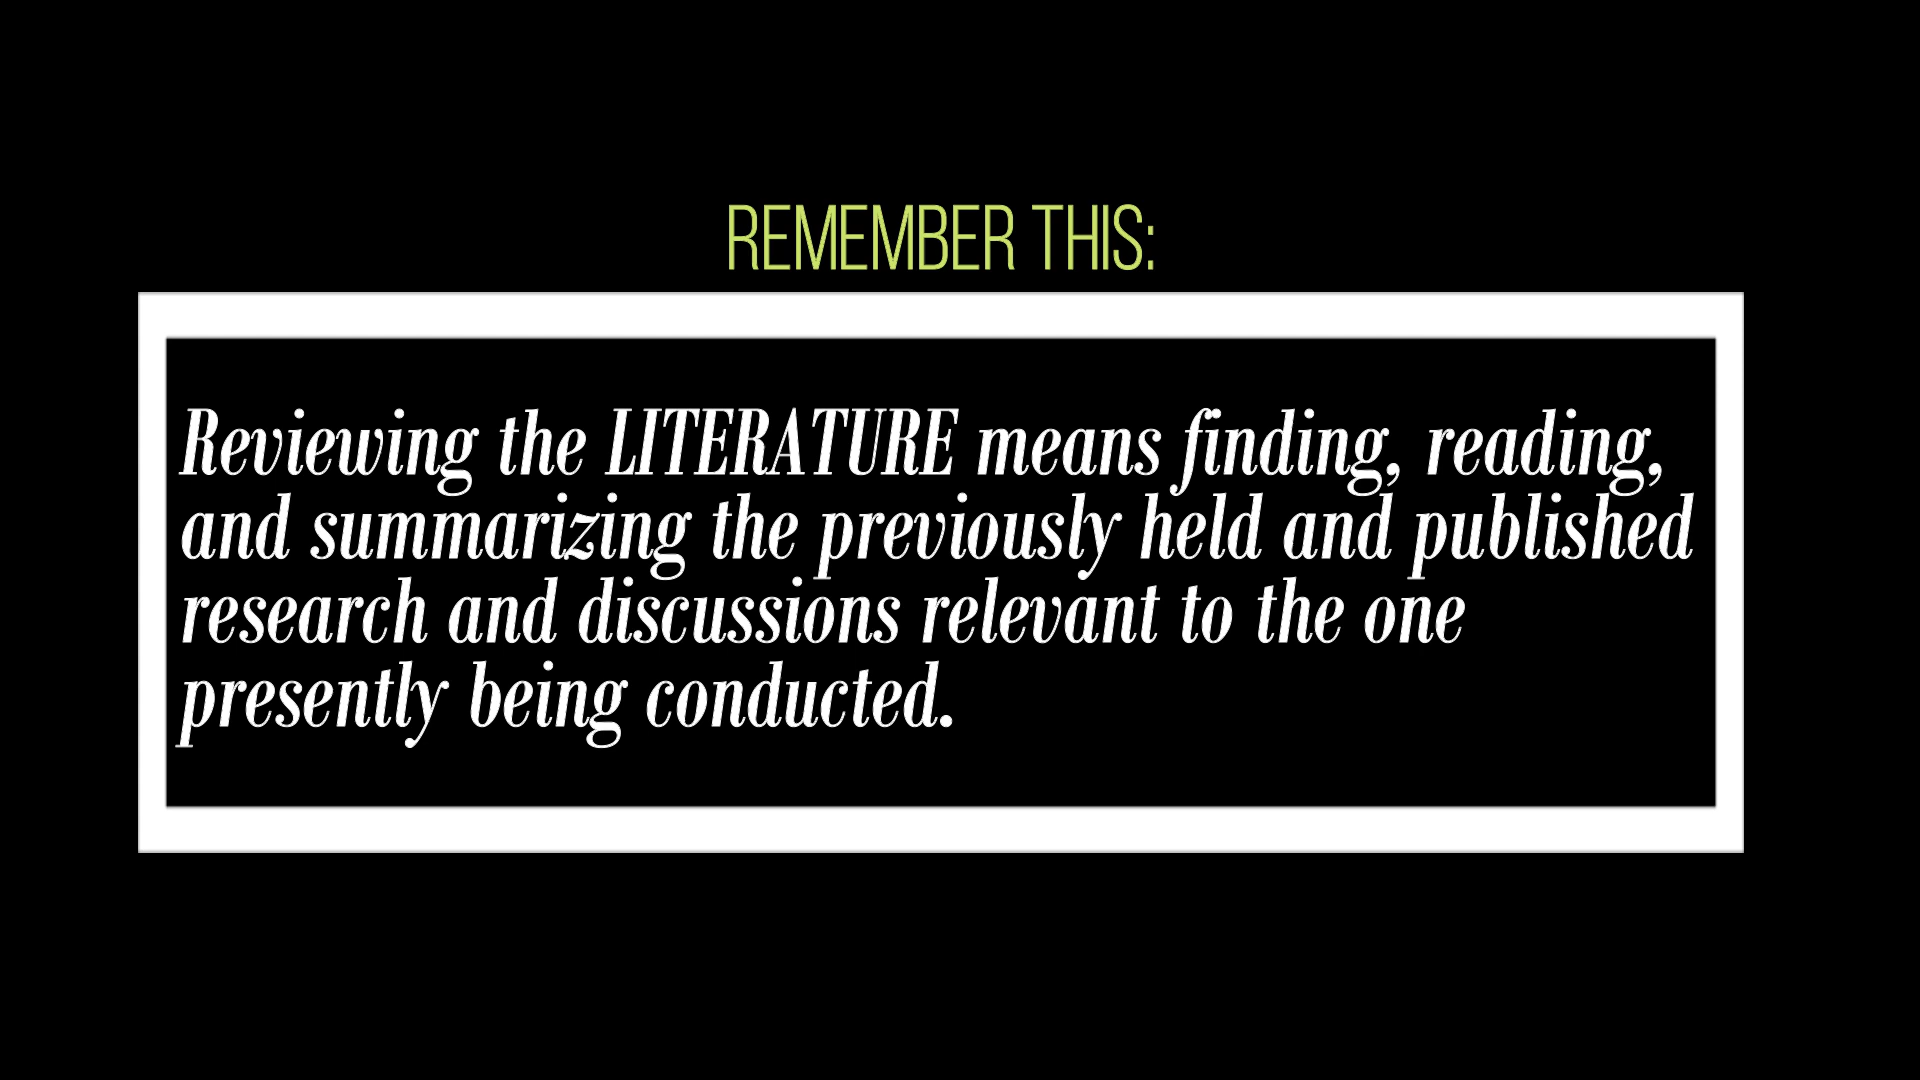 REMEMBER THIS:
Reviewing the LITERATURE means finding, reading,
and summarizing the previously held and published
research and discussions relevant to the one
presently being conducted.